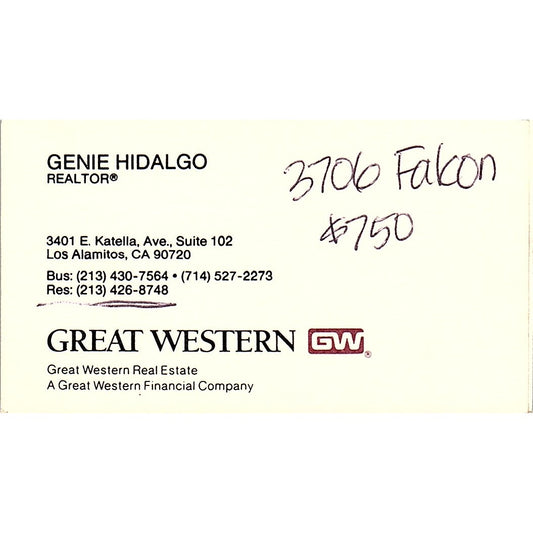 GENIE HIDALGO
REALTOR®
3706 Falcon
$750
3401 E. Katella, Ave., Suite 102
Los Alamitos, CA 90720
Bus: (213) 430-7564 • (714) 527-2273
Res: (213) 426-8748
GREAT WESTERN GW®
Great Western Real Estate
A Great Western Financial Company